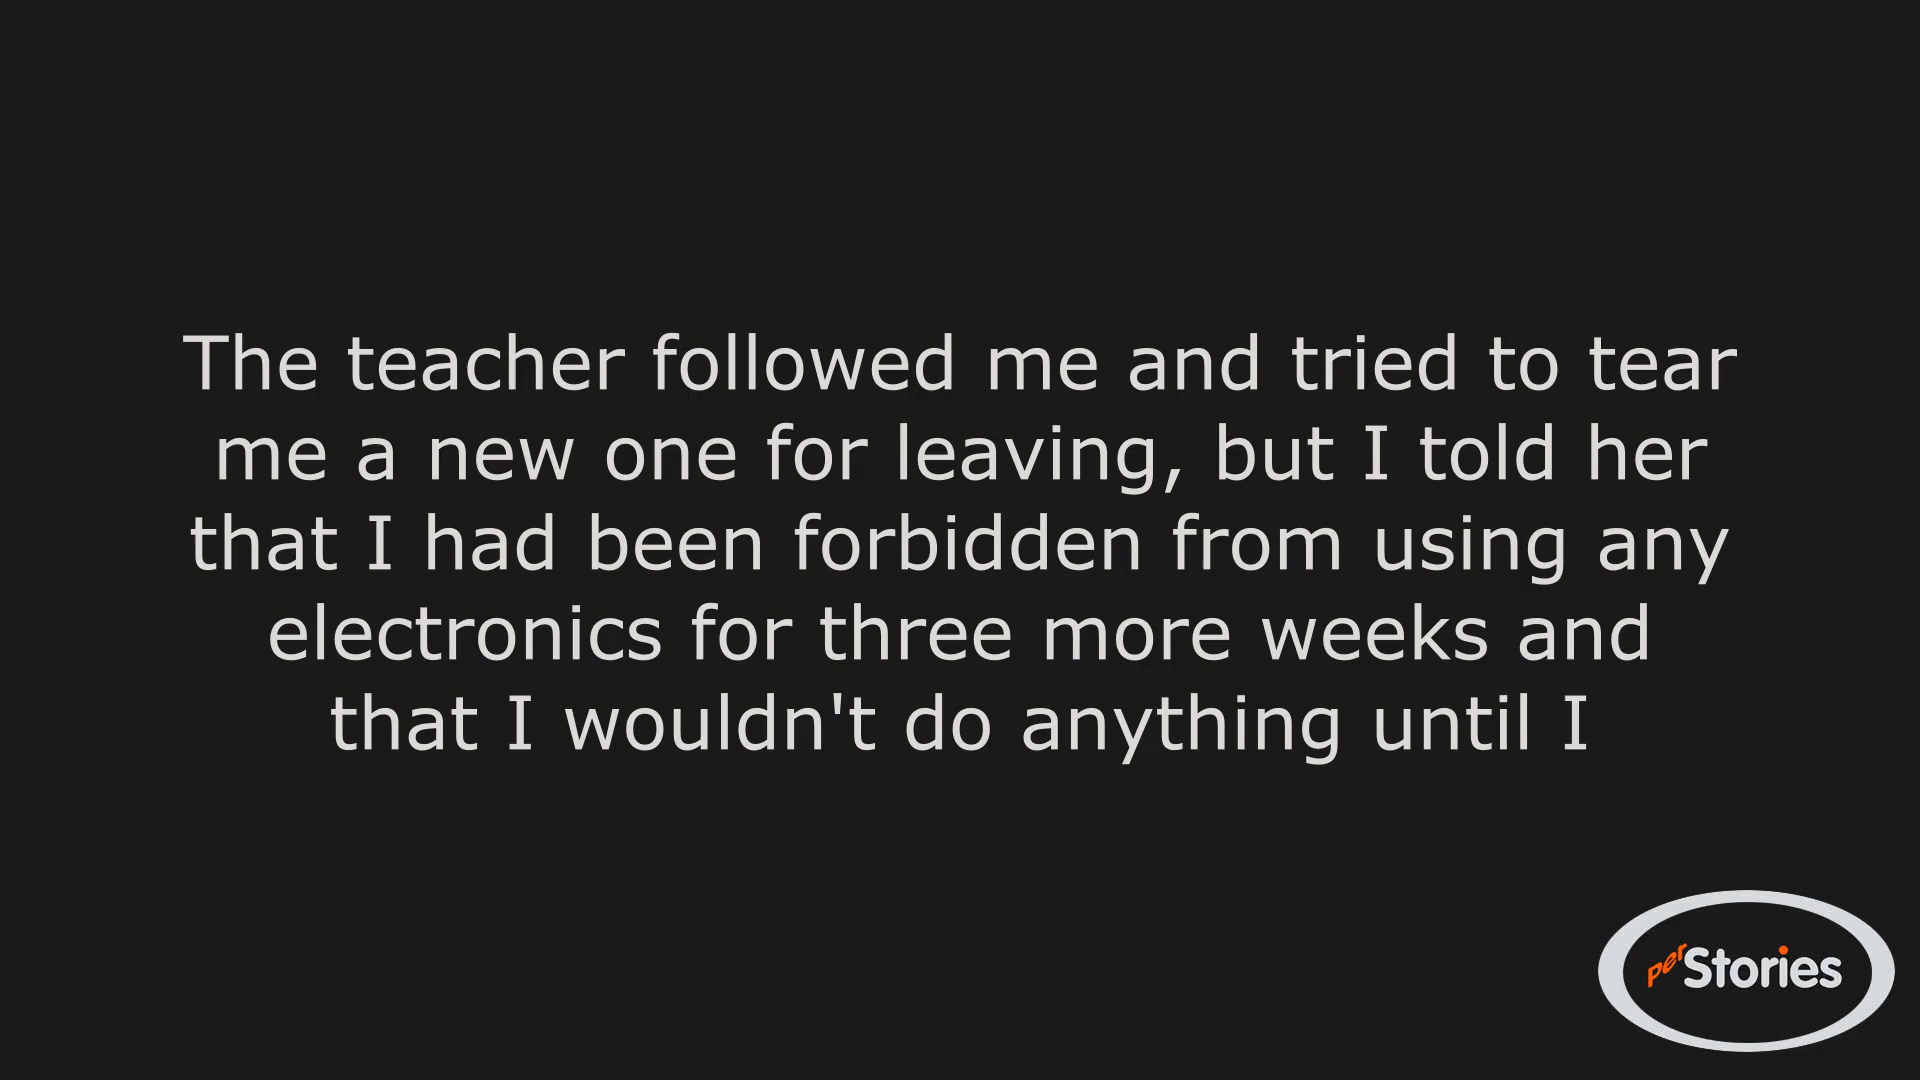 The teacher followed me and tried to tear
me a new one for leaving, but I told her
that I had been forbidden from using any
electronics for three more weeks and
that I wouldn't do anything until I
perStories